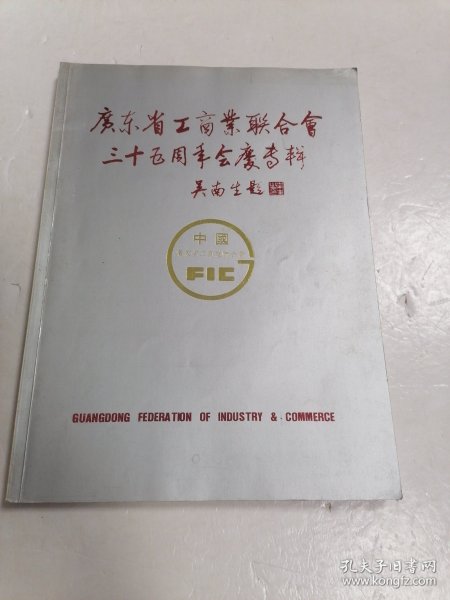 廣东省工商業联合會
三十五周年会慶专辑
吴南生题
中國
FIC
GUANGDONG FEDERATION OF INDUSTRY & COMMERCE
孔夫子旧书网
www.kongfz.com